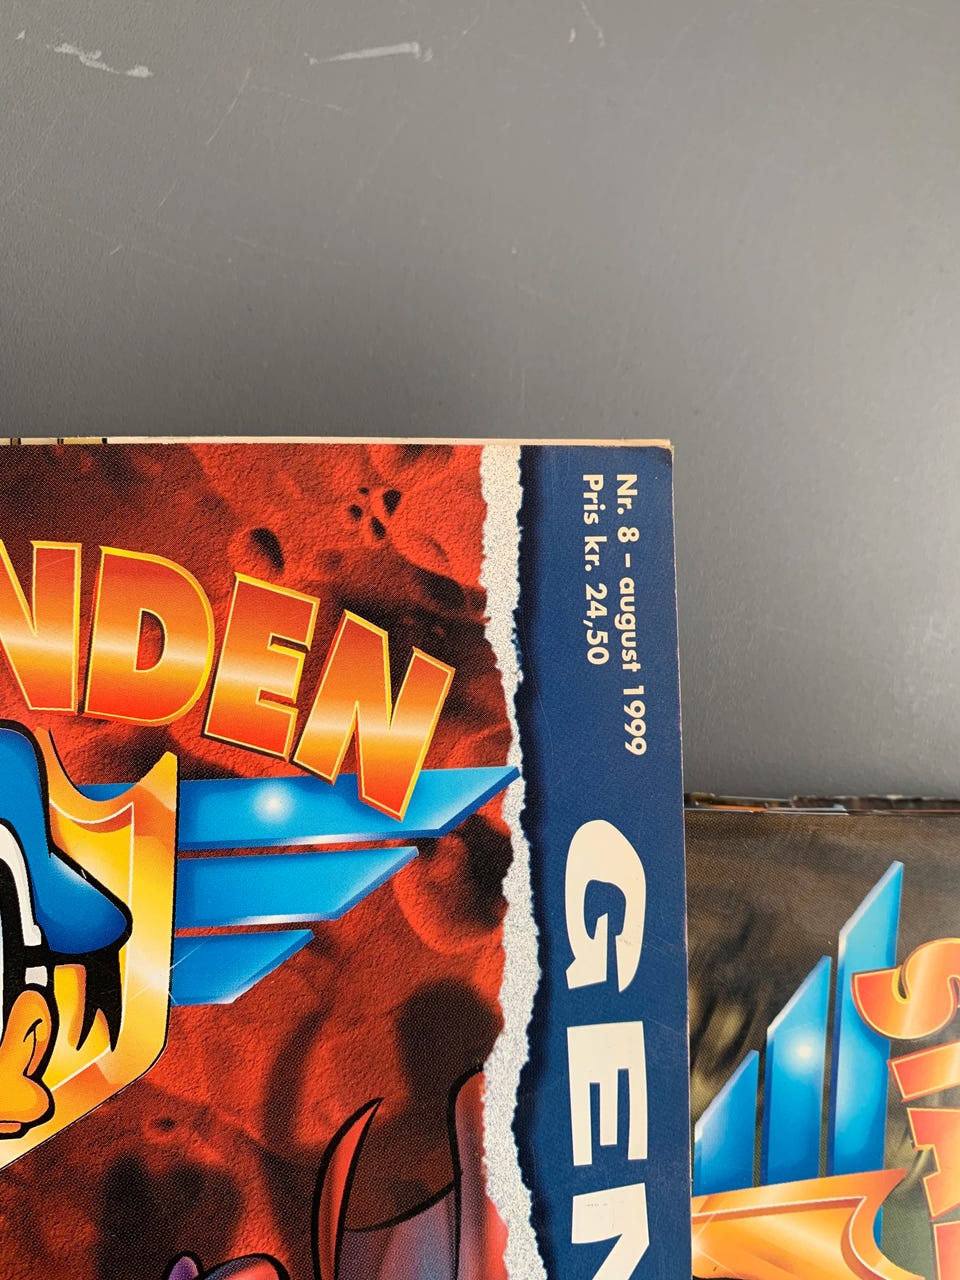 NDEN
Nr. 8 – august 1999
Pris kr. 24,50
GEN